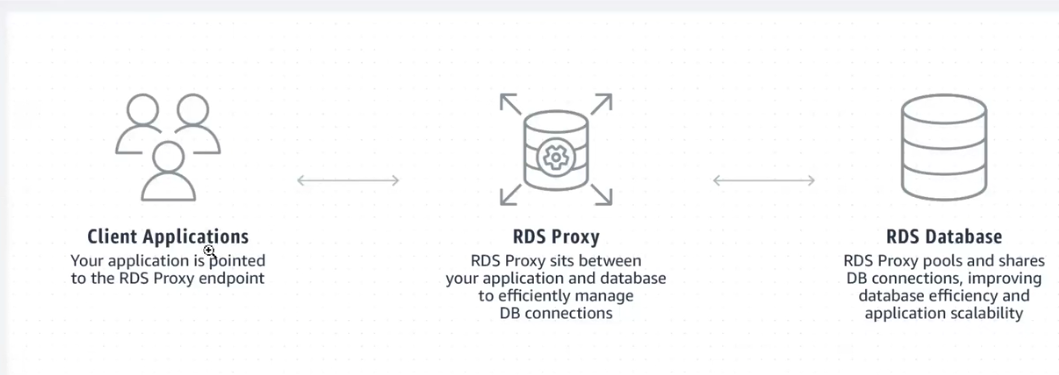 Client Applications
Your application is pointed
to the RDS Proxy endpoint
RDS Proxy
RDS Proxy sits between
your application and database
to efficiently manage
DB connections
RDS Database
RDS Proxy pools and shares
DB connections, improving
database efficiency and
application scalability